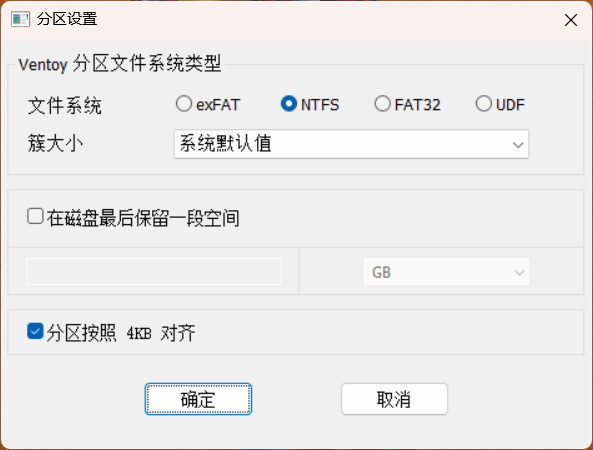 分区设置
Ventoy 分区文件系统类型
文件系统 exFAT NTFS FAT32 UDF
簇大小 系统默认值
在磁盘最后保留一段空间
GB
分区按照 4KB 对齐
确定 取消